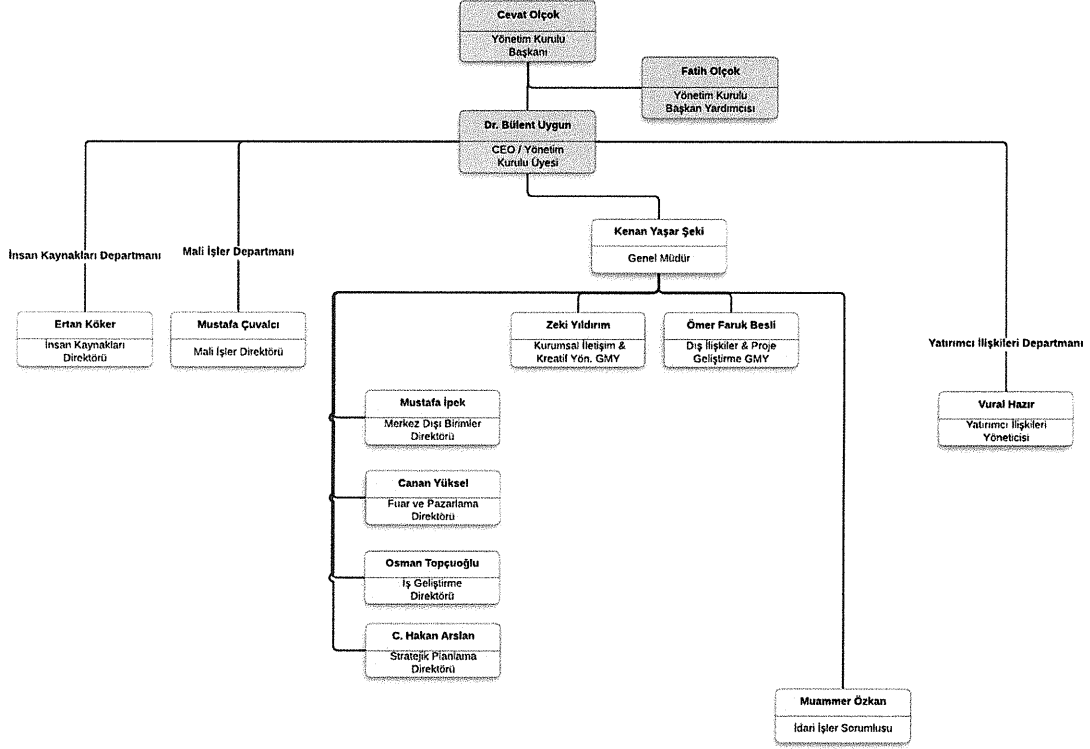 Cevat Olçok
Yönetim Kurulu
Başkanı
Fatih Olçok
Yönetim Kurulu
Başkan Yardımcısı
Dr. Bülent Uygun
CEO / Yönetim
Kurulu Üyesi
Kenan Yaşar Şeki
Genel Müdür
İnsan Kaynakları Departmanı
Mali İşler Departmanı
Ertan Köker
İnsan Kaynakları
Direktörü
Mustafa Çuvalcı
Mali İşler Direktörü
Zeki Yıldırım
Kurumsal İletişim &
Kreatif Yön. GMY
Ömer Faruk Besli
Dış İlişkiler & Proje
Geliştirme GMY
Yatırımcı İlişkileri Departmanı
Vural Hazır
Yatırımcı İlişkileri
Yöneticisi
Mustafa İpek
Merkez Dışı Birimler
Direktörü
Canan Yüksel
Fuar ve Pazarlama
Direktörü
Osman Topçuoğlu
İş Geliştirme
Direktörü
C. Hakan Arslan
Stratejik Planlama
Direktörü
Muammer Özkan
İdari İşler Sorumlusu